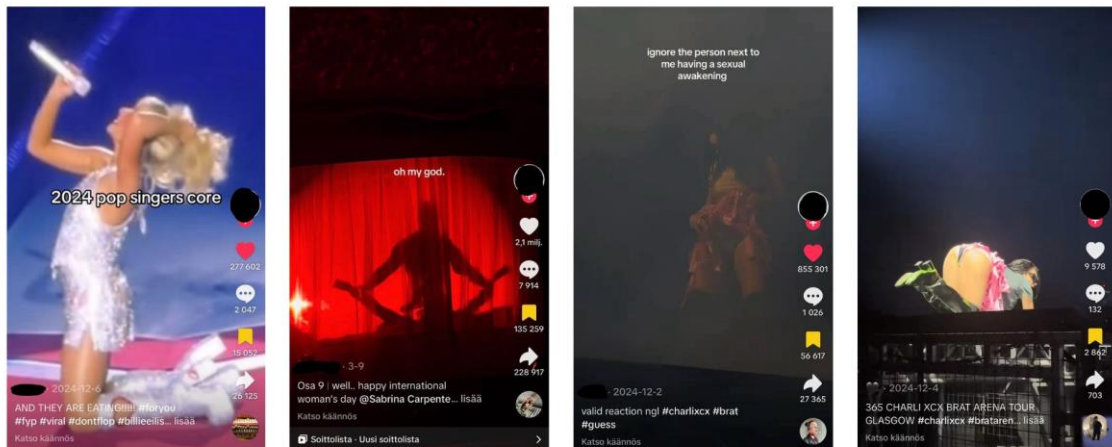 2024 pop singers core
277 602
2 047
15 052
26 125
· 2024-12-6
AND THEY ARE EATING!!!!! #foryou
#fyp #viral #dontflop #billieeilis... lisää
Katso käännös
oh my god.
2,1 milj.
7 914
135 259
228 917
· 3-9
Osa 9 | well.. happy international
woman's day @Sabrina Carpente... lisää
Katso käännös
Soittolista · Uusi soittolista
ignore the person next to
me having a sexual
awakening
855 301
1 026
56 617
27 365
· 2024-12-2
valid reaction ngl #charlixcx #brat
#guess
Katso käännös
9 578
132
2 862
703
· 2024-12-4
365 CHARLI XCX BRAT ARENA TOUR
GLASGOW #charlixcx #brataren... lisää
Katso käännös